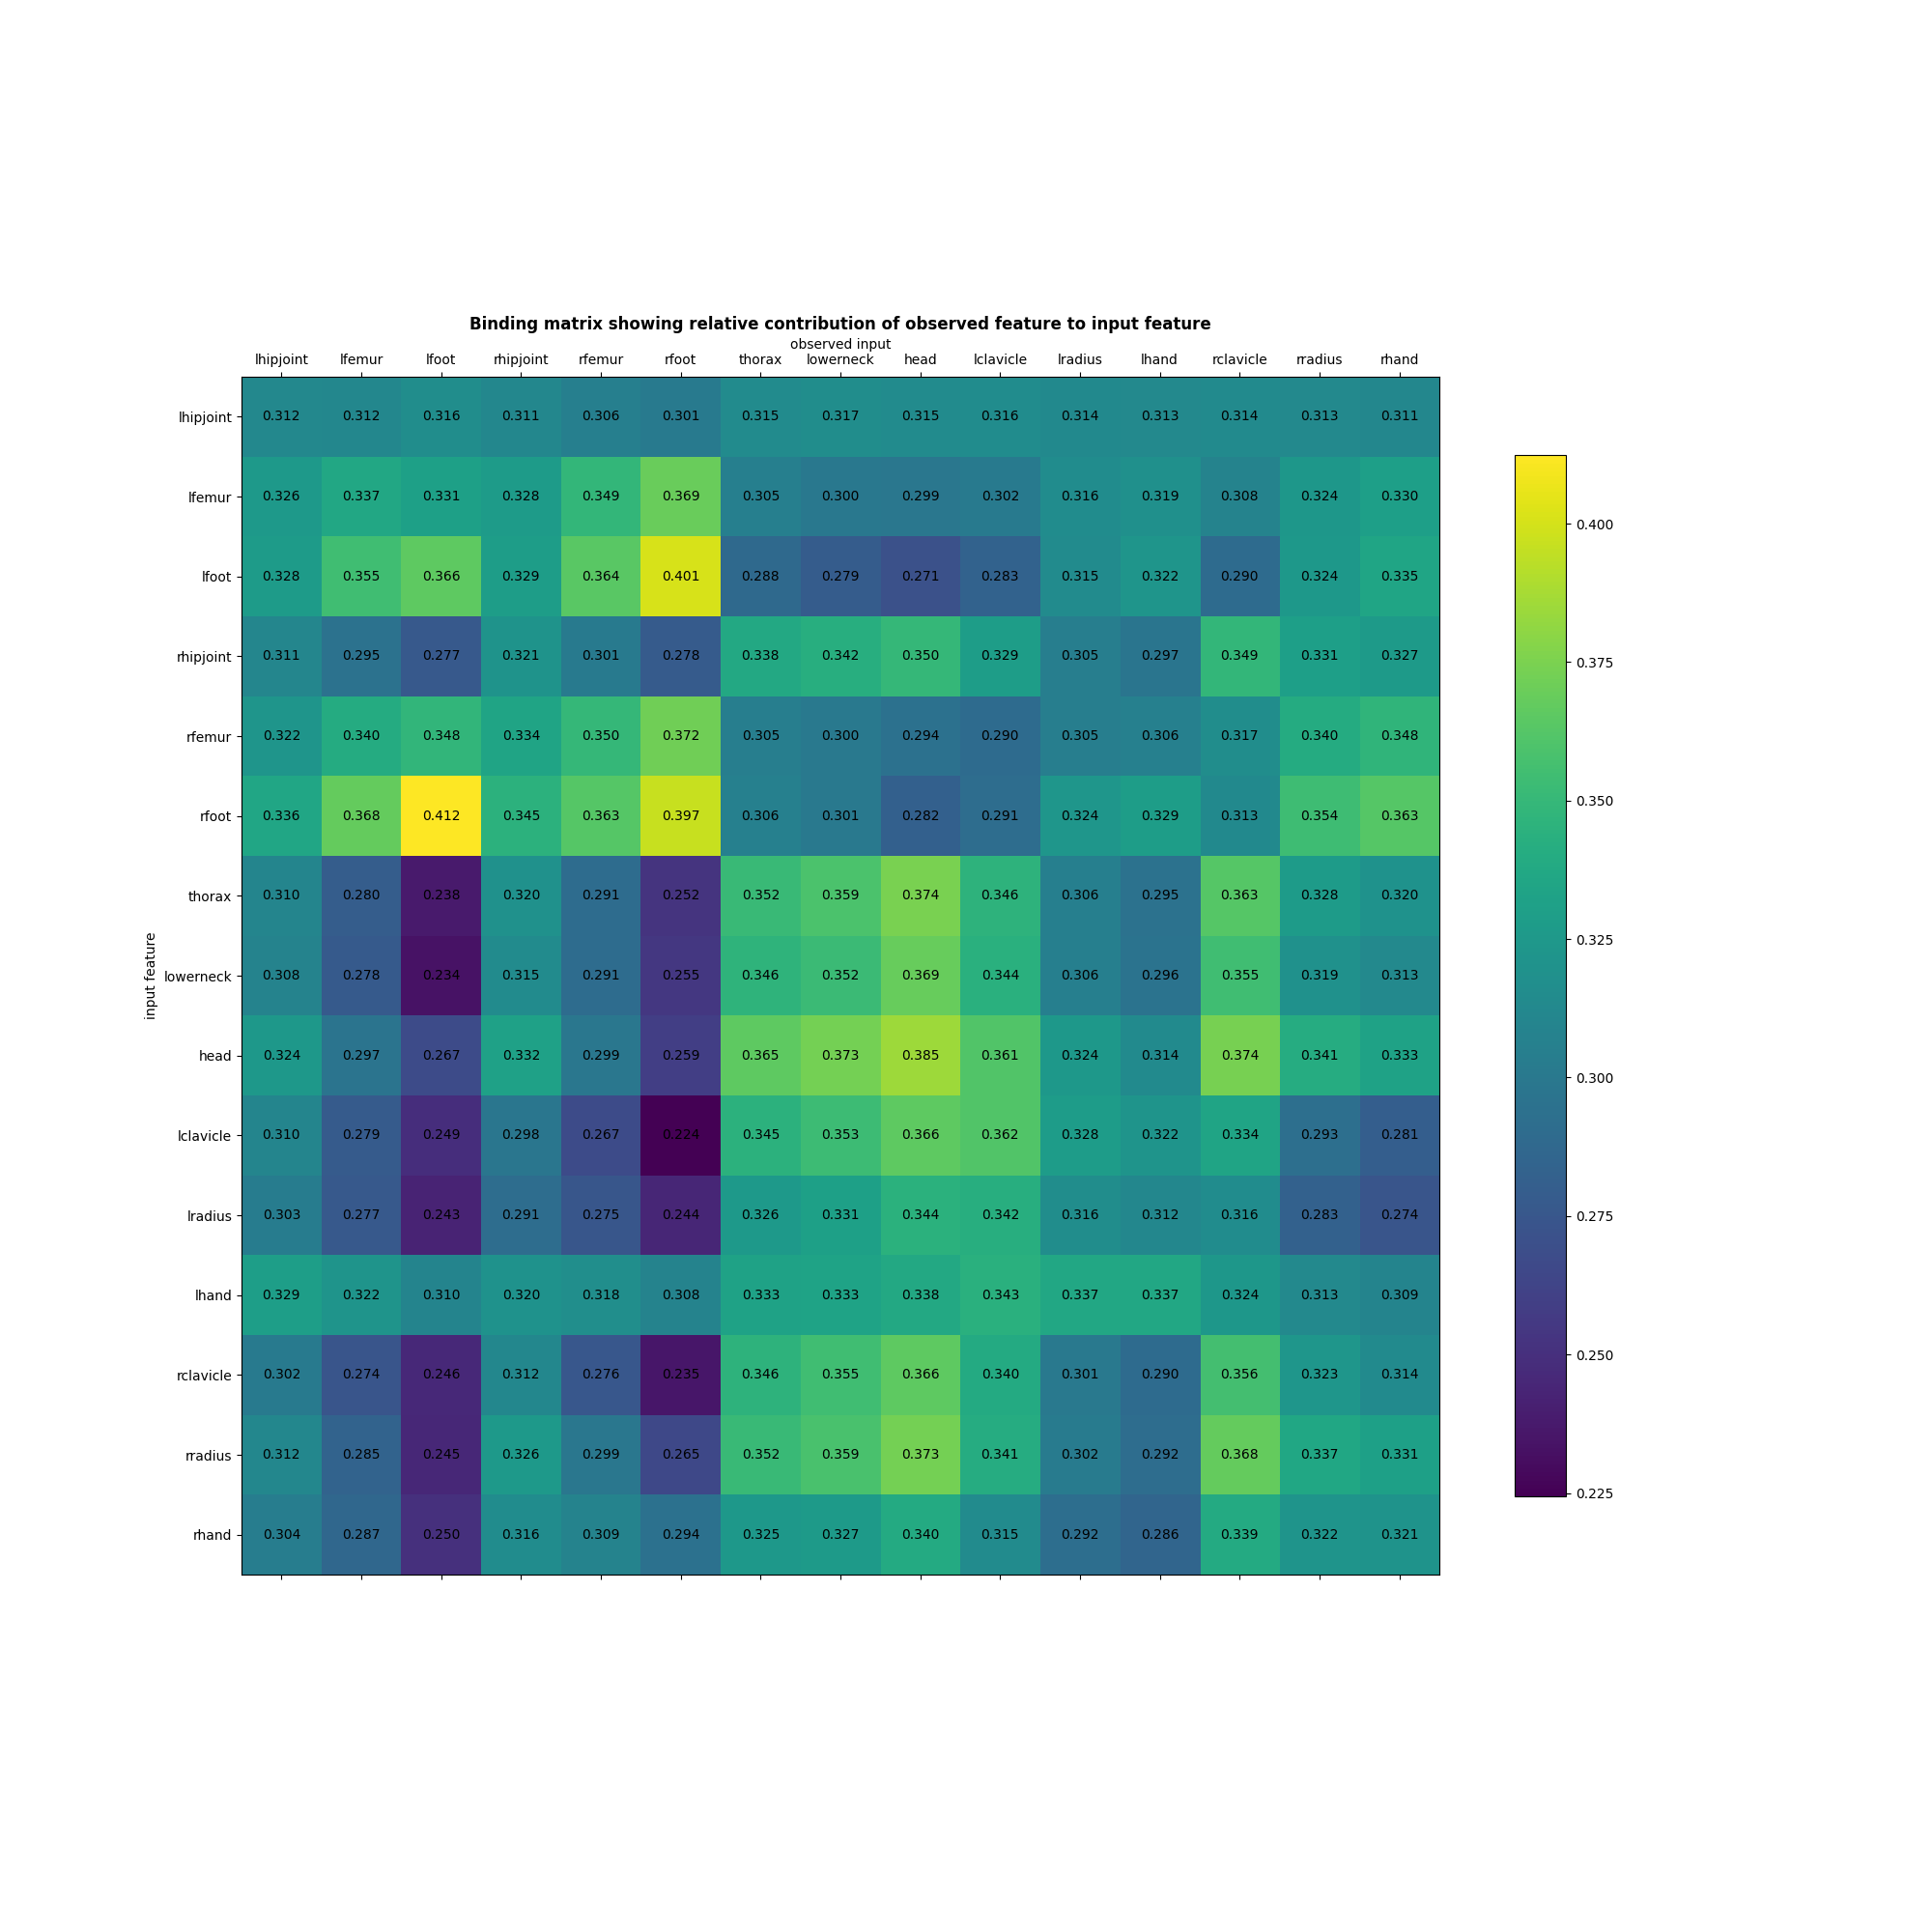 Binding matrix showing relative contribution of observed feature to input feature
observed input
lhipjoint lfemur lfoot rhipjoint rfemur rfoot thorax lowerneck head lclavicle lradius lhand rclavicle rradius rhand
lhipjoint 0.312 0.312 0.316 0.311 0.306 0.301 0.315 0.317 0.315 0.316 0.314 0.313 0.314 0.313 0.311
lfemur 0.326 0.337 0.331 0.328 0.349 0.369 0.305 0.300 0.299 0.302 0.316 0.319 0.308 0.324 0.330
0.400
lfoot 0.328 0.355 0.366 0.329 0.364 0.401 0.288 0.279 0.271 0.283 0.315 0.322 0.290 0.324 0.335
rhipjoint 0.311 0.295 0.277 0.321 0.301 0.278 0.338 0.342 0.350 0.329 0.305 0.297 0.349 0.331 0.327
0.375
rfemur 0.322 0.340 0.348 0.334 0.350 0.372 0.305 0.300 0.294 0.290 0.305 0.306 0.317 0.340 0.348
0.350
rfoot 0.336 0.368 0.412 0.345 0.363 0.397 0.306 0.301 0.282 0.291 0.324 0.329 0.313 0.354 0.363
thorax 0.310 0.280 0.238 0.320 0.291 0.252 0.352 0.359 0.374 0.346 0.306 0.295 0.363 0.328 0.320
0.325
input feature
lowerneck 0.308 0.278 0.234 0.315 0.291 0.255 0.346 0.352 0.369 0.344 0.306 0.296 0.355 0.319 0.313
head 0.324 0.297 0.267 0.332 0.299 0.259 0.365 0.373 0.385 0.361 0.324 0.314 0.374 0.341 0.333
0.300
lclavicle 0.310 0.279 0.249 0.298 0.267 0.224 0.345 0.353 0.366 0.362 0.328 0.322 0.334 0.293 0.281
lradius 0.303 0.277 0.243 0.291 0.275 0.244 0.326 0.331 0.344 0.342 0.316 0.312 0.316 0.283 0.274
0.275
lhand 0.329 0.322 0.310 0.320 0.318 0.308 0.333 0.333 0.338 0.343 0.337 0.337 0.324 0.313 0.309
0.250
rclavicle 0.302 0.274 0.246 0.312 0.276 0.235 0.346 0.355 0.366 0.340 0.301 0.290 0.356 0.323 0.314
rradius 0.312 0.285 0.245 0.326 0.299 0.265 0.352 0.359 0.373 0.341 0.302 0.292 0.368 0.337 0.331
0.225
rhand 0.304 0.287 0.250 0.316 0.309 0.294 0.325 0.327 0.340 0.315 0.292 0.286 0.339 0.322 0.321